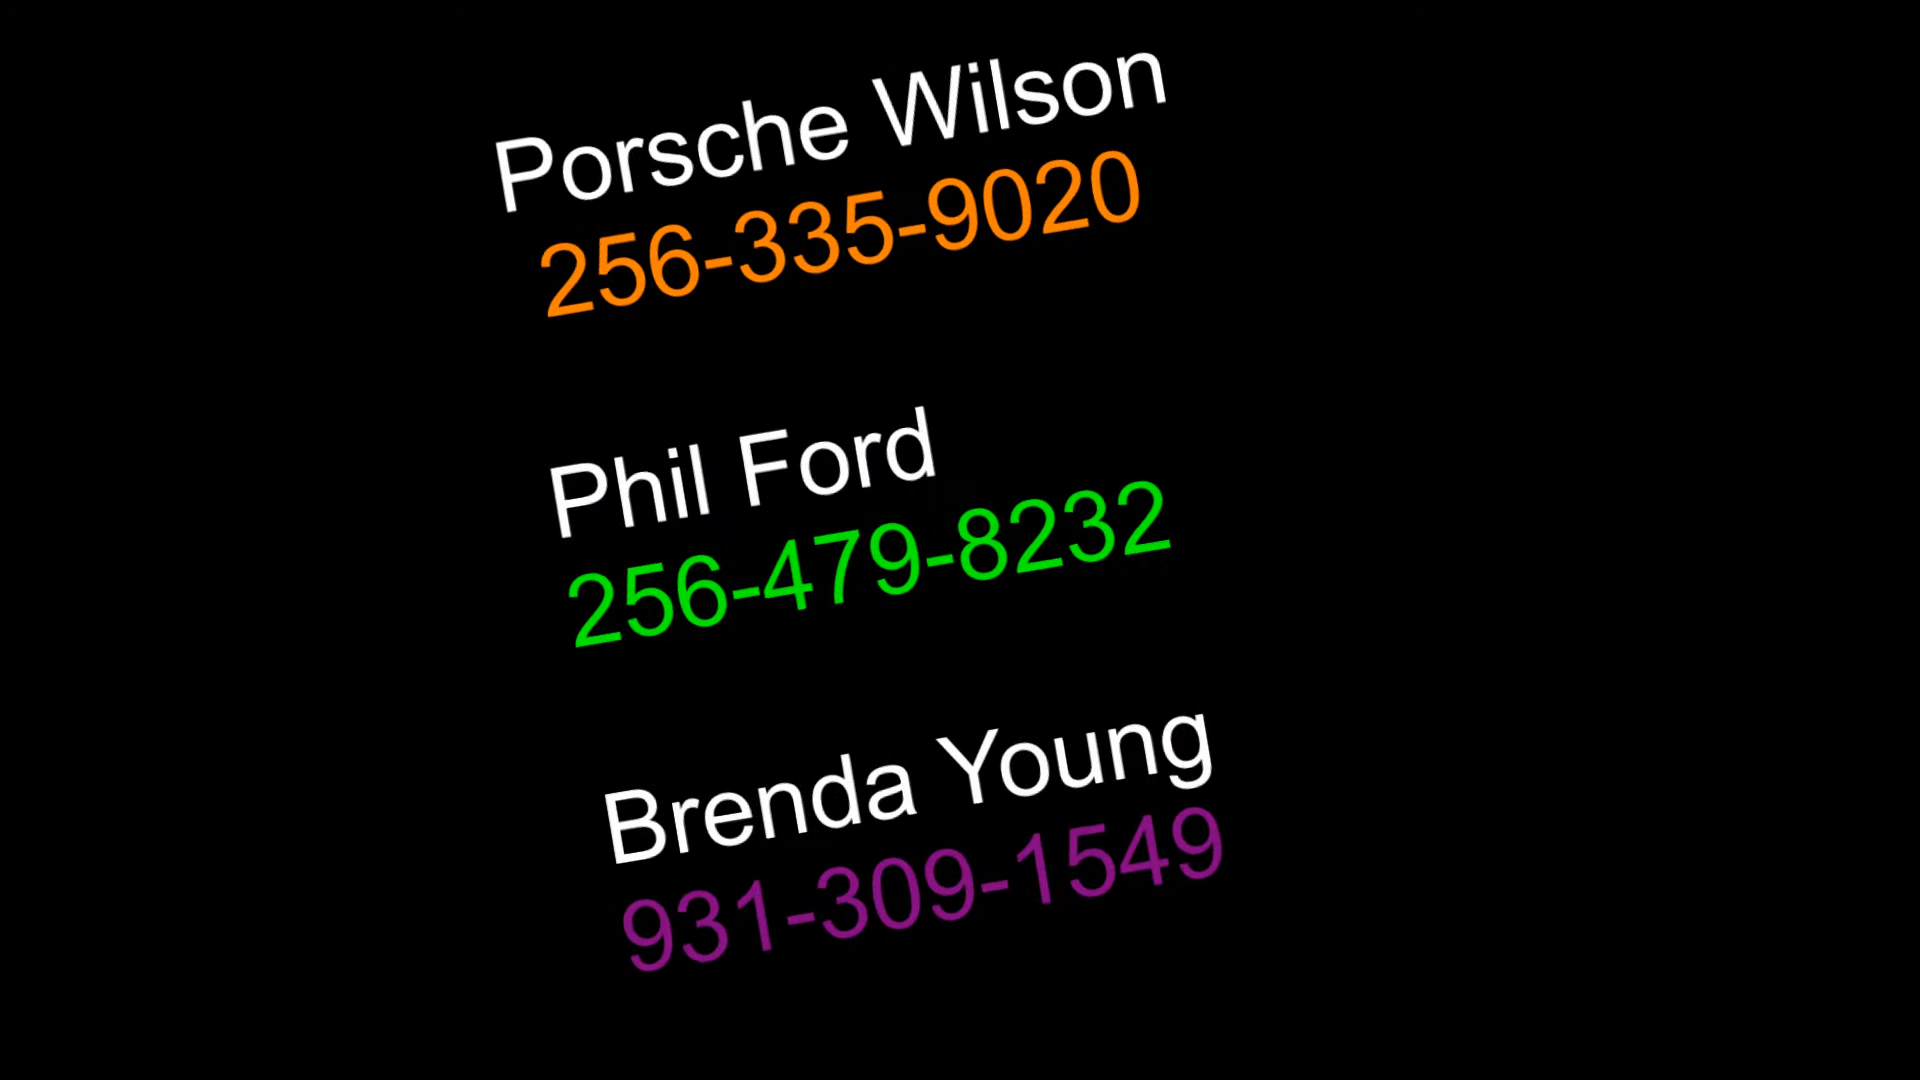 Porsche Wilson
256-335-9020
Phil Ford
256-479-8232
Brenda Young
931-309-1549